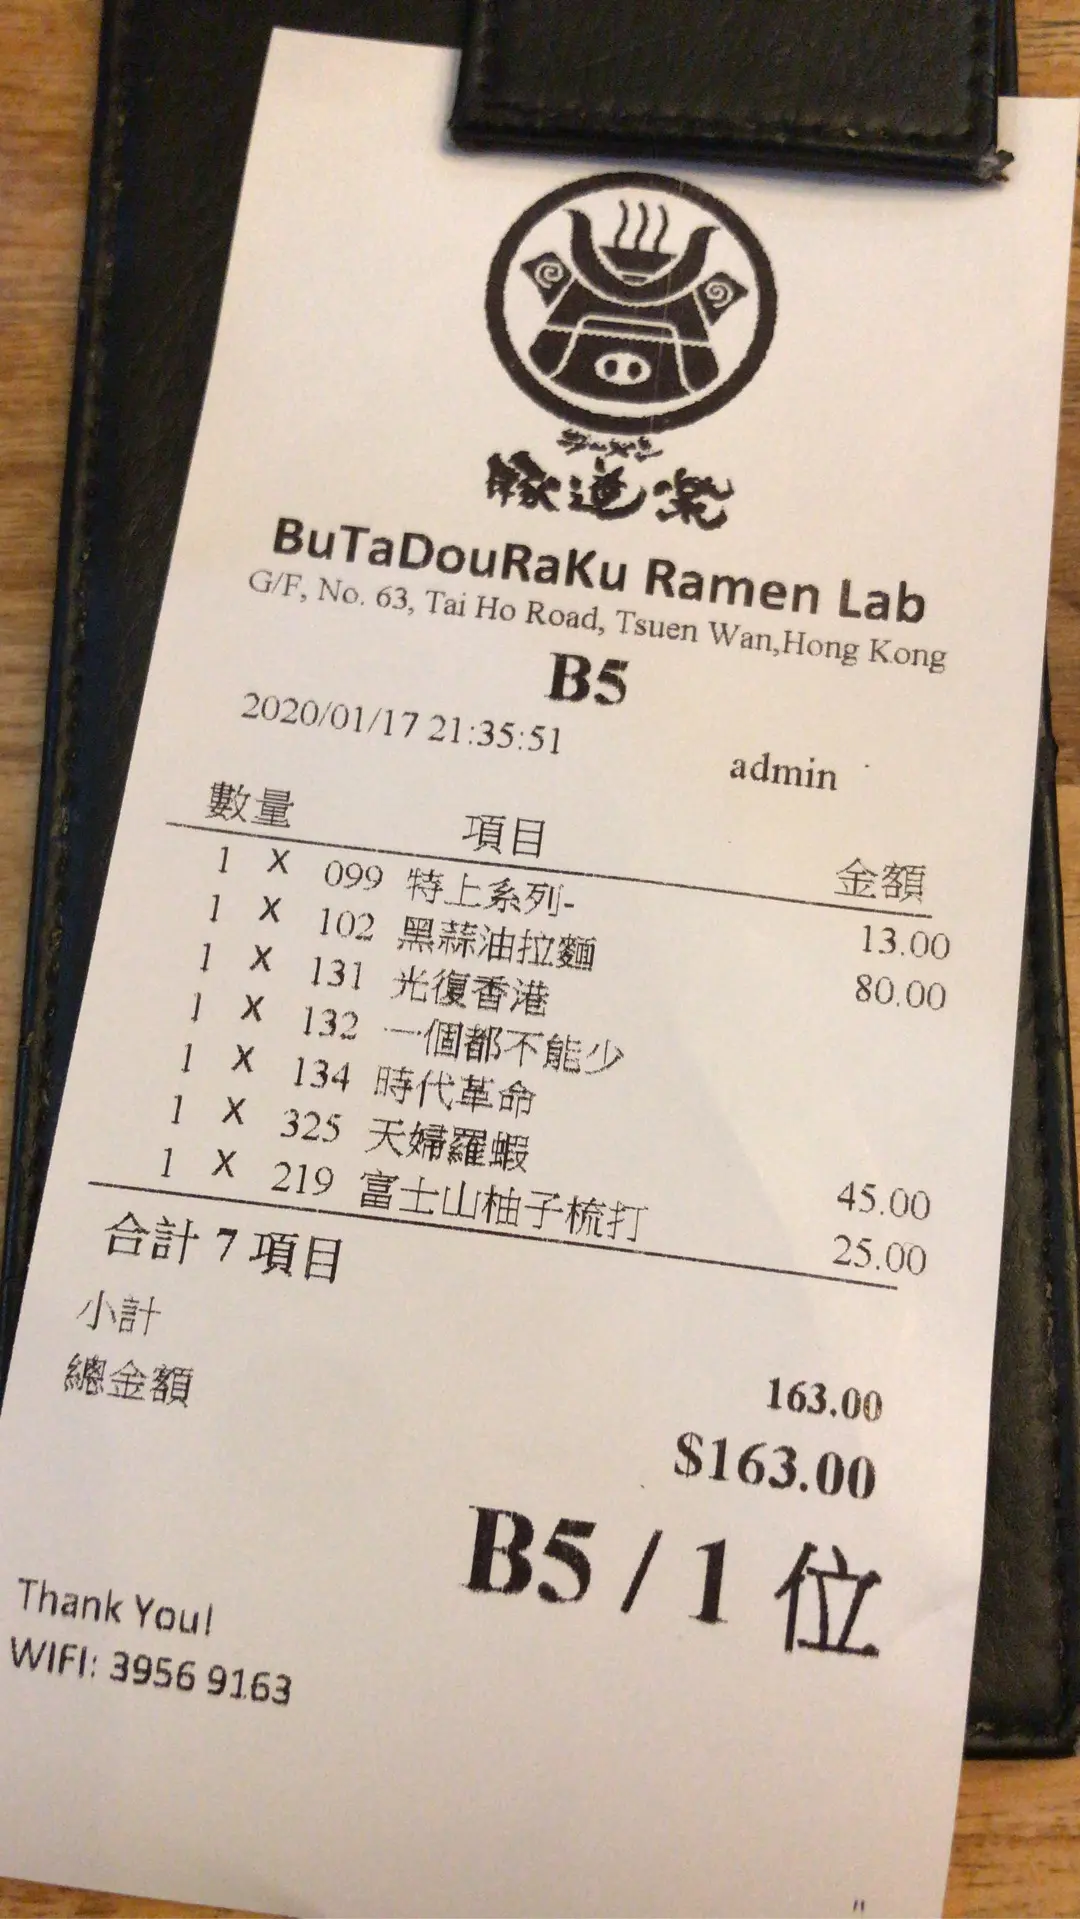 ラーメン
豚道楽
BuTaDouRaKu Ramen Lab
G/F, No. 63, Tai Ho Road, Tsuen Wan,Hong Kong
B5
2020/01/17 21:35:51 admin
數量 項目 金額
1 X 099 特上系列- 13.00
1 X 102 黑蒜油拉麵 80.00
1 X 131 光復香港
1 X 132 一個都不能少
1 X 134 時代革命
1 X 325 天婦羅蝦 45.00
1 X 219 富士山柚子梳打 25.00
合計 7 項目
小計 163.00
總金額 $163.00
B5 / 1 位
Thank You!
WIFI: 3956 9163